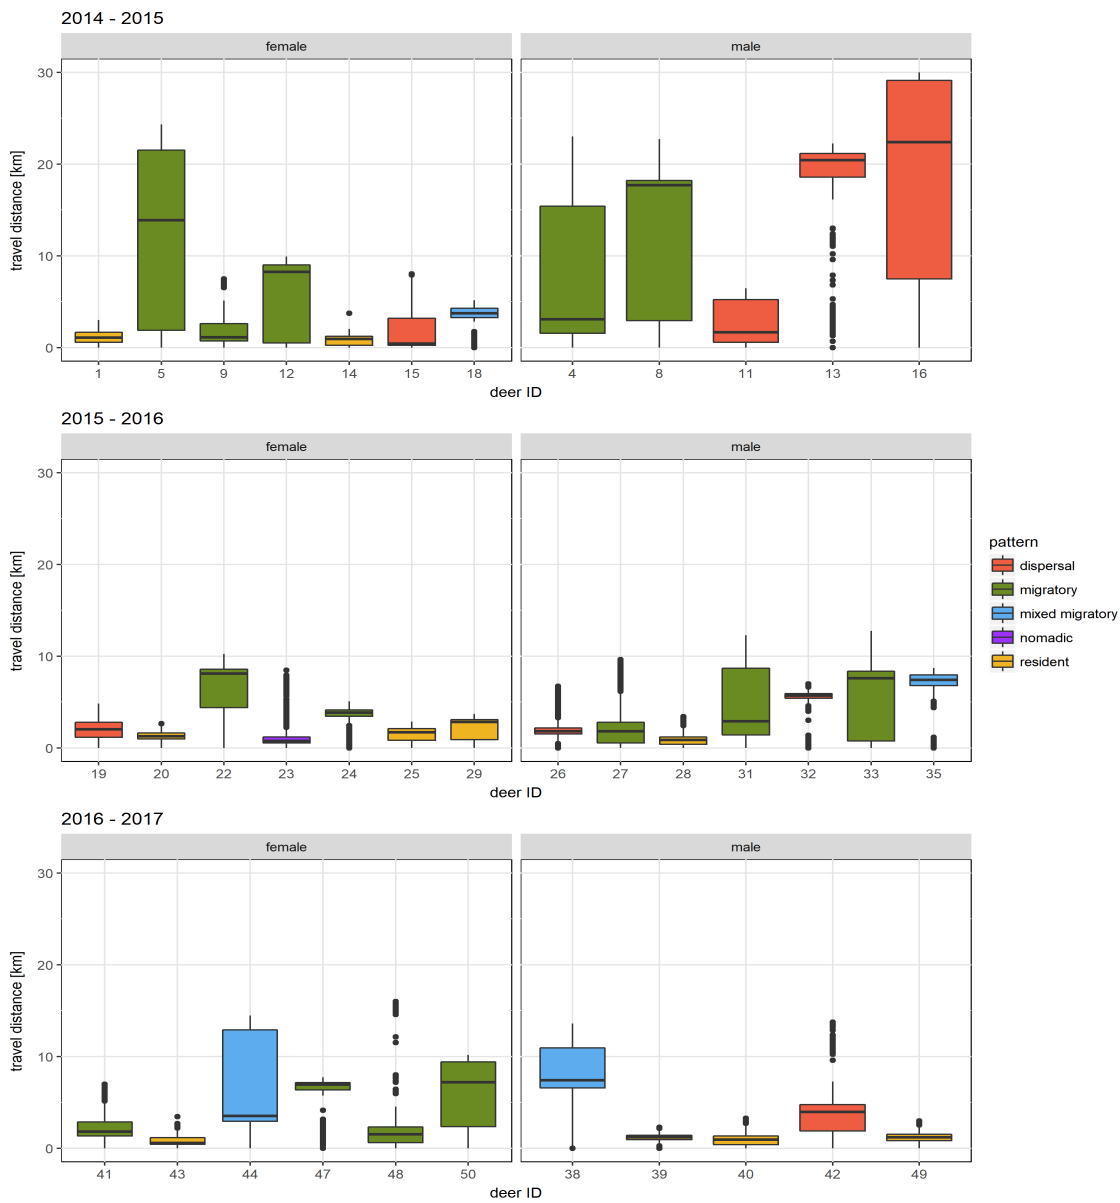 2014 - 2015
female male
travel distance [km]
30
20
10
0
1 5 9 12 14 15 18 4 8 11 13 16
deer ID
2015 - 2016
female male
travel distance [km]
30
20
10
0
19 20 22 23 24 25 29 26 27 28 31 32 33 35
deer ID
pattern
dispersal
migratory
mixed migratory
nomadic
resident
2016 - 2017
female male
travel distance [km]
30
20
10
0
41 43 44 47 48 50 38 39 40 42 49
deer ID